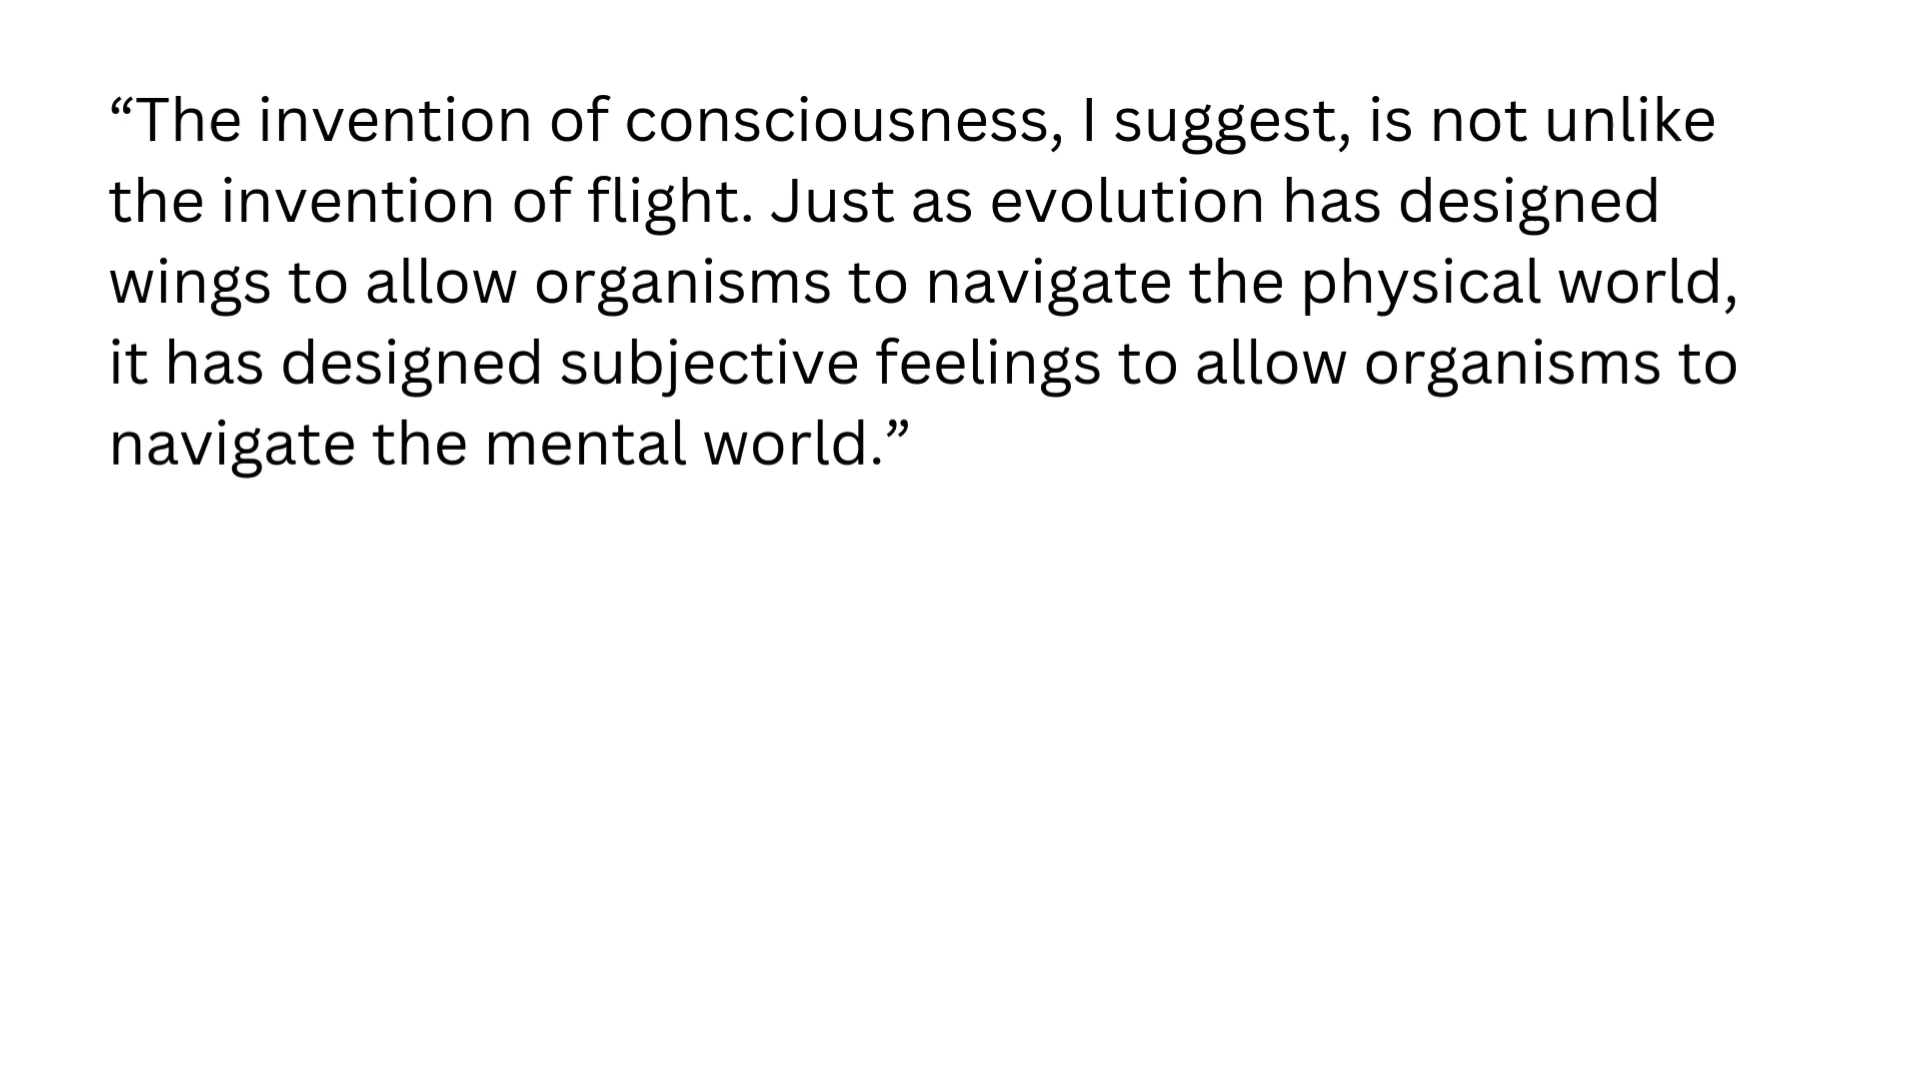 “The invention of consciousness, I suggest, is not unlike
the invention of flight. Just as evolution has designed
wings to allow organisms to navigate the physical world,
it has designed subjective feelings to allow organisms to
navigate the mental world.”